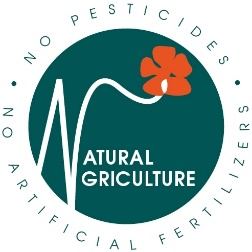 NO PESTICIDES
NATURAL
AGRICULTURE
NO ARTIFICIAL FERTILIZERS